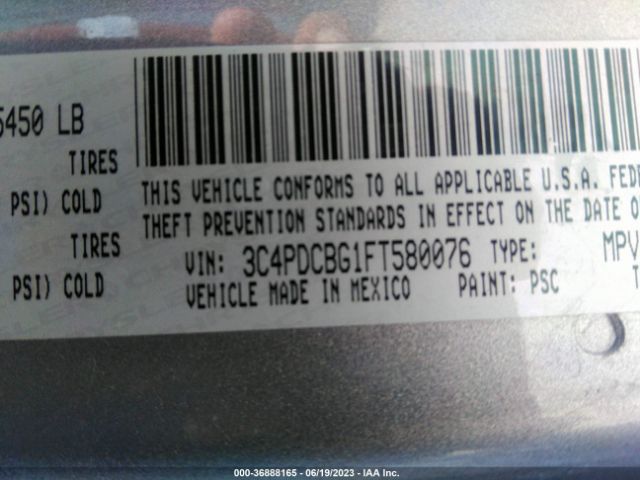 5450 LB
TIRES
PSI) COLD
TIRES
PSI) COLD
THIS VEHICLE CONFORMS TO ALL APPLICABLE U.S.A. FEDE
THEFT PREVENTION STANDARDS IN EFFECT ON THE DATE O
VIN: 3C4PDCBG1FT580076 TYPE: MPV
VEHICLE MADE IN MEXICO PAINT: PSC T
000-36888165 - 06/19/2023 - IAA Inc.